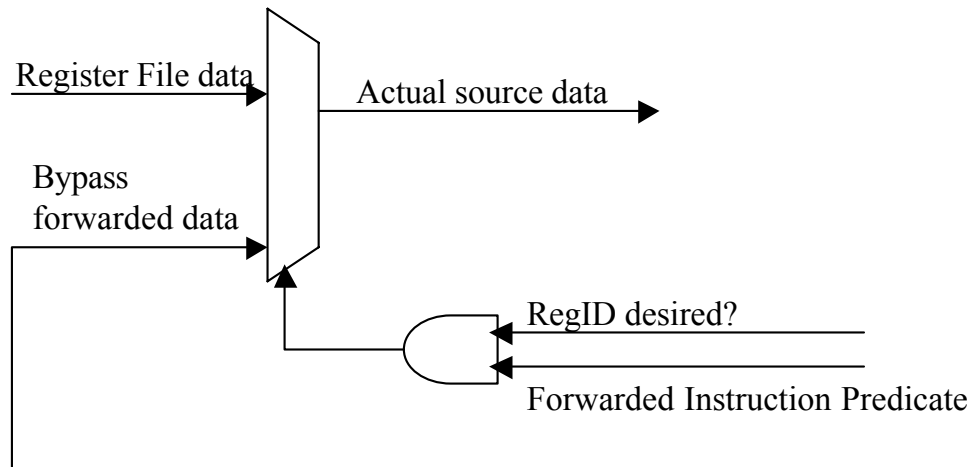 Register File data
Actual source data
Bypass
forwarded data
RegID desired?
Forwarded Instruction Predicate